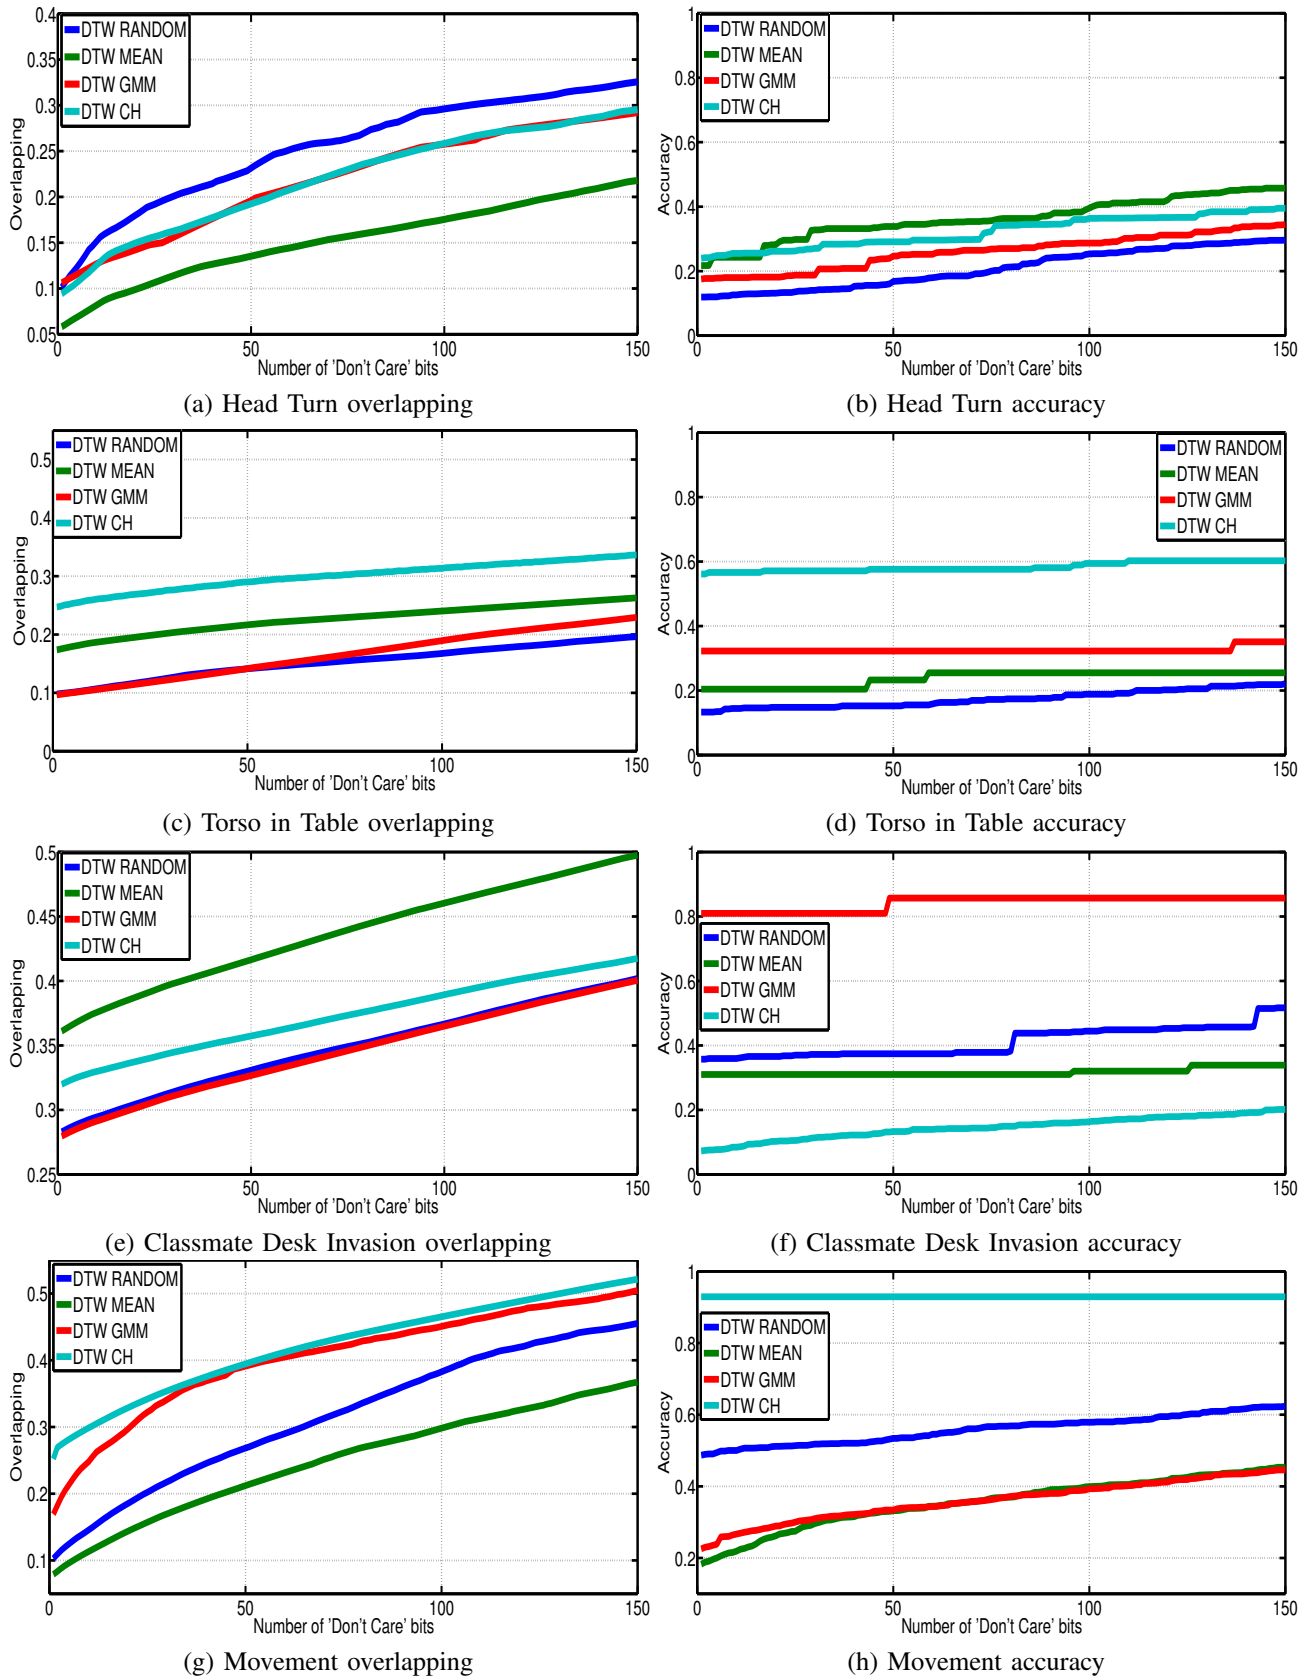 0.4
0.35
0.3
0.25
0.2
0.15
0.1
0.05
0
50
100
150
Overlapping
Number of 'Don't Care' bits
DTW RANDOM
DTW MEAN
DTW GMM
DTW CH
(a) Head Turn overlapping
1
0.8
0.6
0.4
0.2
0
0
50
100
150
Accuracy
Number of 'Don't Care' bits
DTW RANDOM
DTW MEAN
DTW GMM
DTW CH
(b) Head Turn accuracy
0.5
0.4
0.3
0.2
0.1
0
0
50
100
150
Overlapping
Number of 'Don't Care' bits
DTW RANDOM
DTW MEAN
DTW GMM
DTW CH
(c) Torso in Table overlapping
1
0.8
0.6
0.4
0.2
0
0
50
100
150
Accuracy
Number of 'Don't Care' bits
DTW RANDOM
DTW MEAN
DTW GMM
DTW CH
(d) Torso in Table accuracy
0.5
0.45
0.4
0.35
0.3
0.25
0
50
100
150
Overlapping
Number of 'Don't Care' bits
DTW RANDOM
DTW MEAN
DTW GMM
DTW CH
(e) Classmate Desk Invasion overlapping
1
0.8
0.6
0.4
0.2
0
0
50
100
150
Accuracy
Number of 'Don't Care' bits
DTW RANDOM
DTW MEAN
DTW GMM
DTW CH
(f) Classmate Desk Invasion accuracy
0.5
0.4
0.3
0.2
0.1
0
50
100
150
Overlapping
Number of 'Don't Care' bits
DTW RANDOM
DTW MEAN
DTW GMM
DTW CH
(g) Movement overlapping
1
0.8
0.6
0.4
0.2
0
50
100
150
Accuracy
Number of 'Don't Care' bits
DTW RANDOM
DTW MEAN
DTW GMM
DTW CH
(h) Movement accuracy